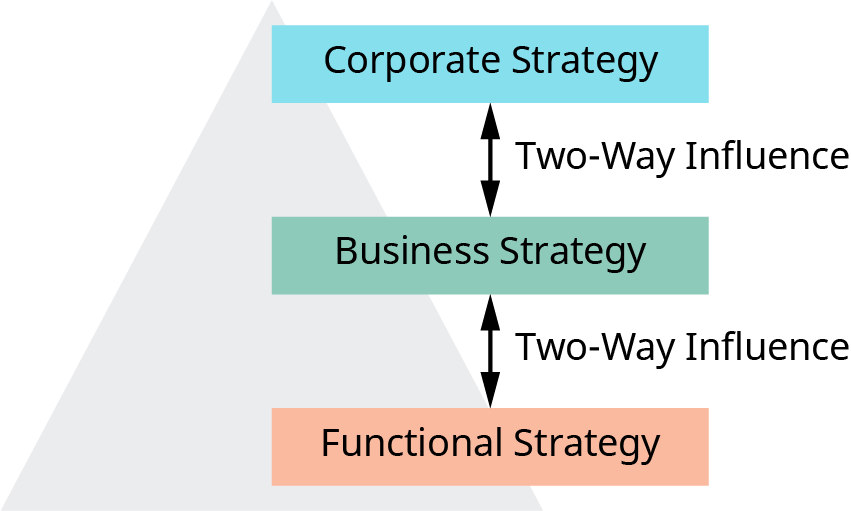 Corporate Strategy
Two-Way Influence
Business Strategy
Two-Way Influence
Functional Strategy